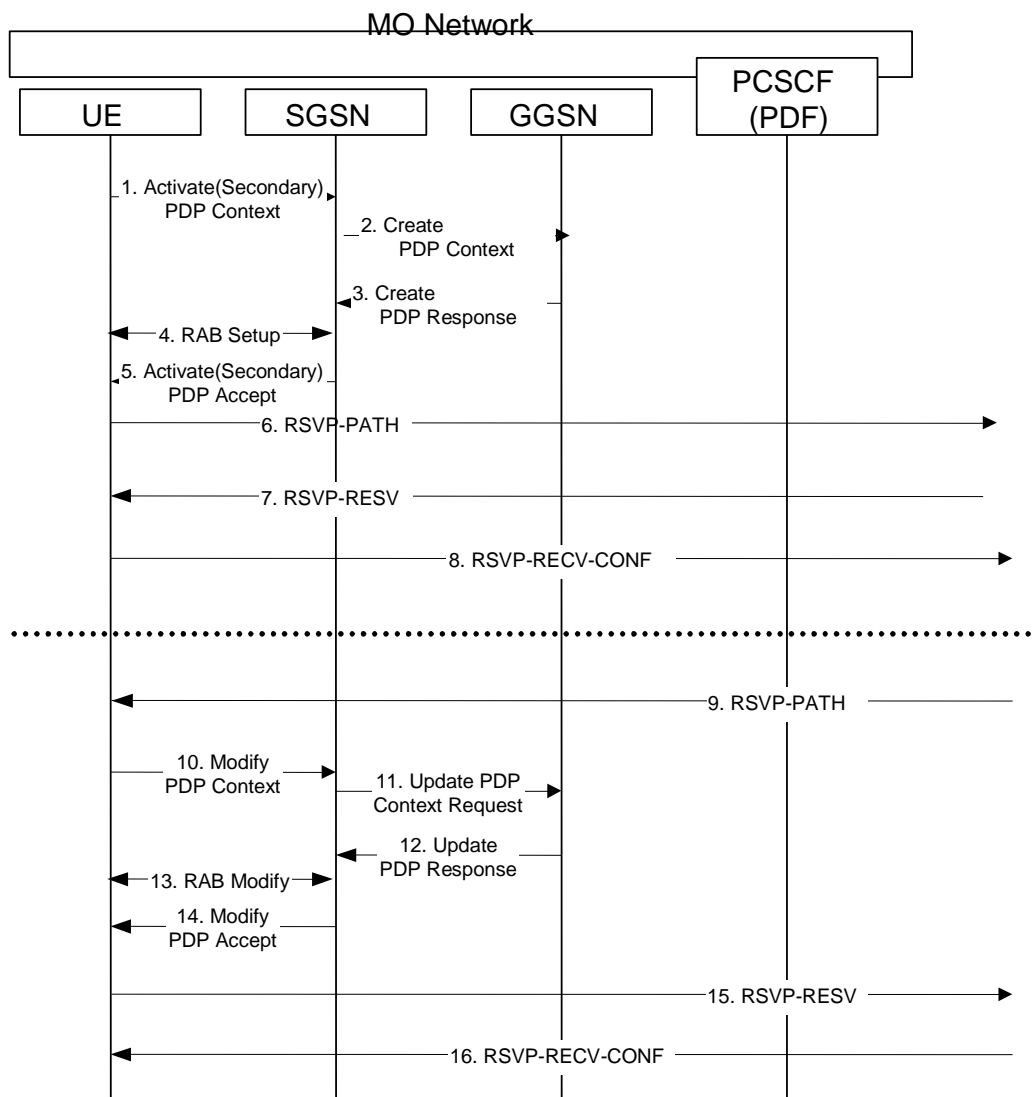 MO Network
UE
SGSN
GGSN
PCSCF
(PDF)
1. Activate(Secondary)
PDP Context
2. Create
PDP Context
3. Create
PDP Response
4. RAB Setup
5. Activate(Secondary)
PDP Accept
6. RSVP-PATH
7. RSVP-RESV
8. RSVP-RECV-CONF
9. RSVP-PATH
10. Modify
PDP Context
11. Update PDP
Context Request
12. Update
PDP Response
13. RAB Modify
14. Modify
PDP Accept
15. RSVP-RESV
16. RSVP-RECV-CONF